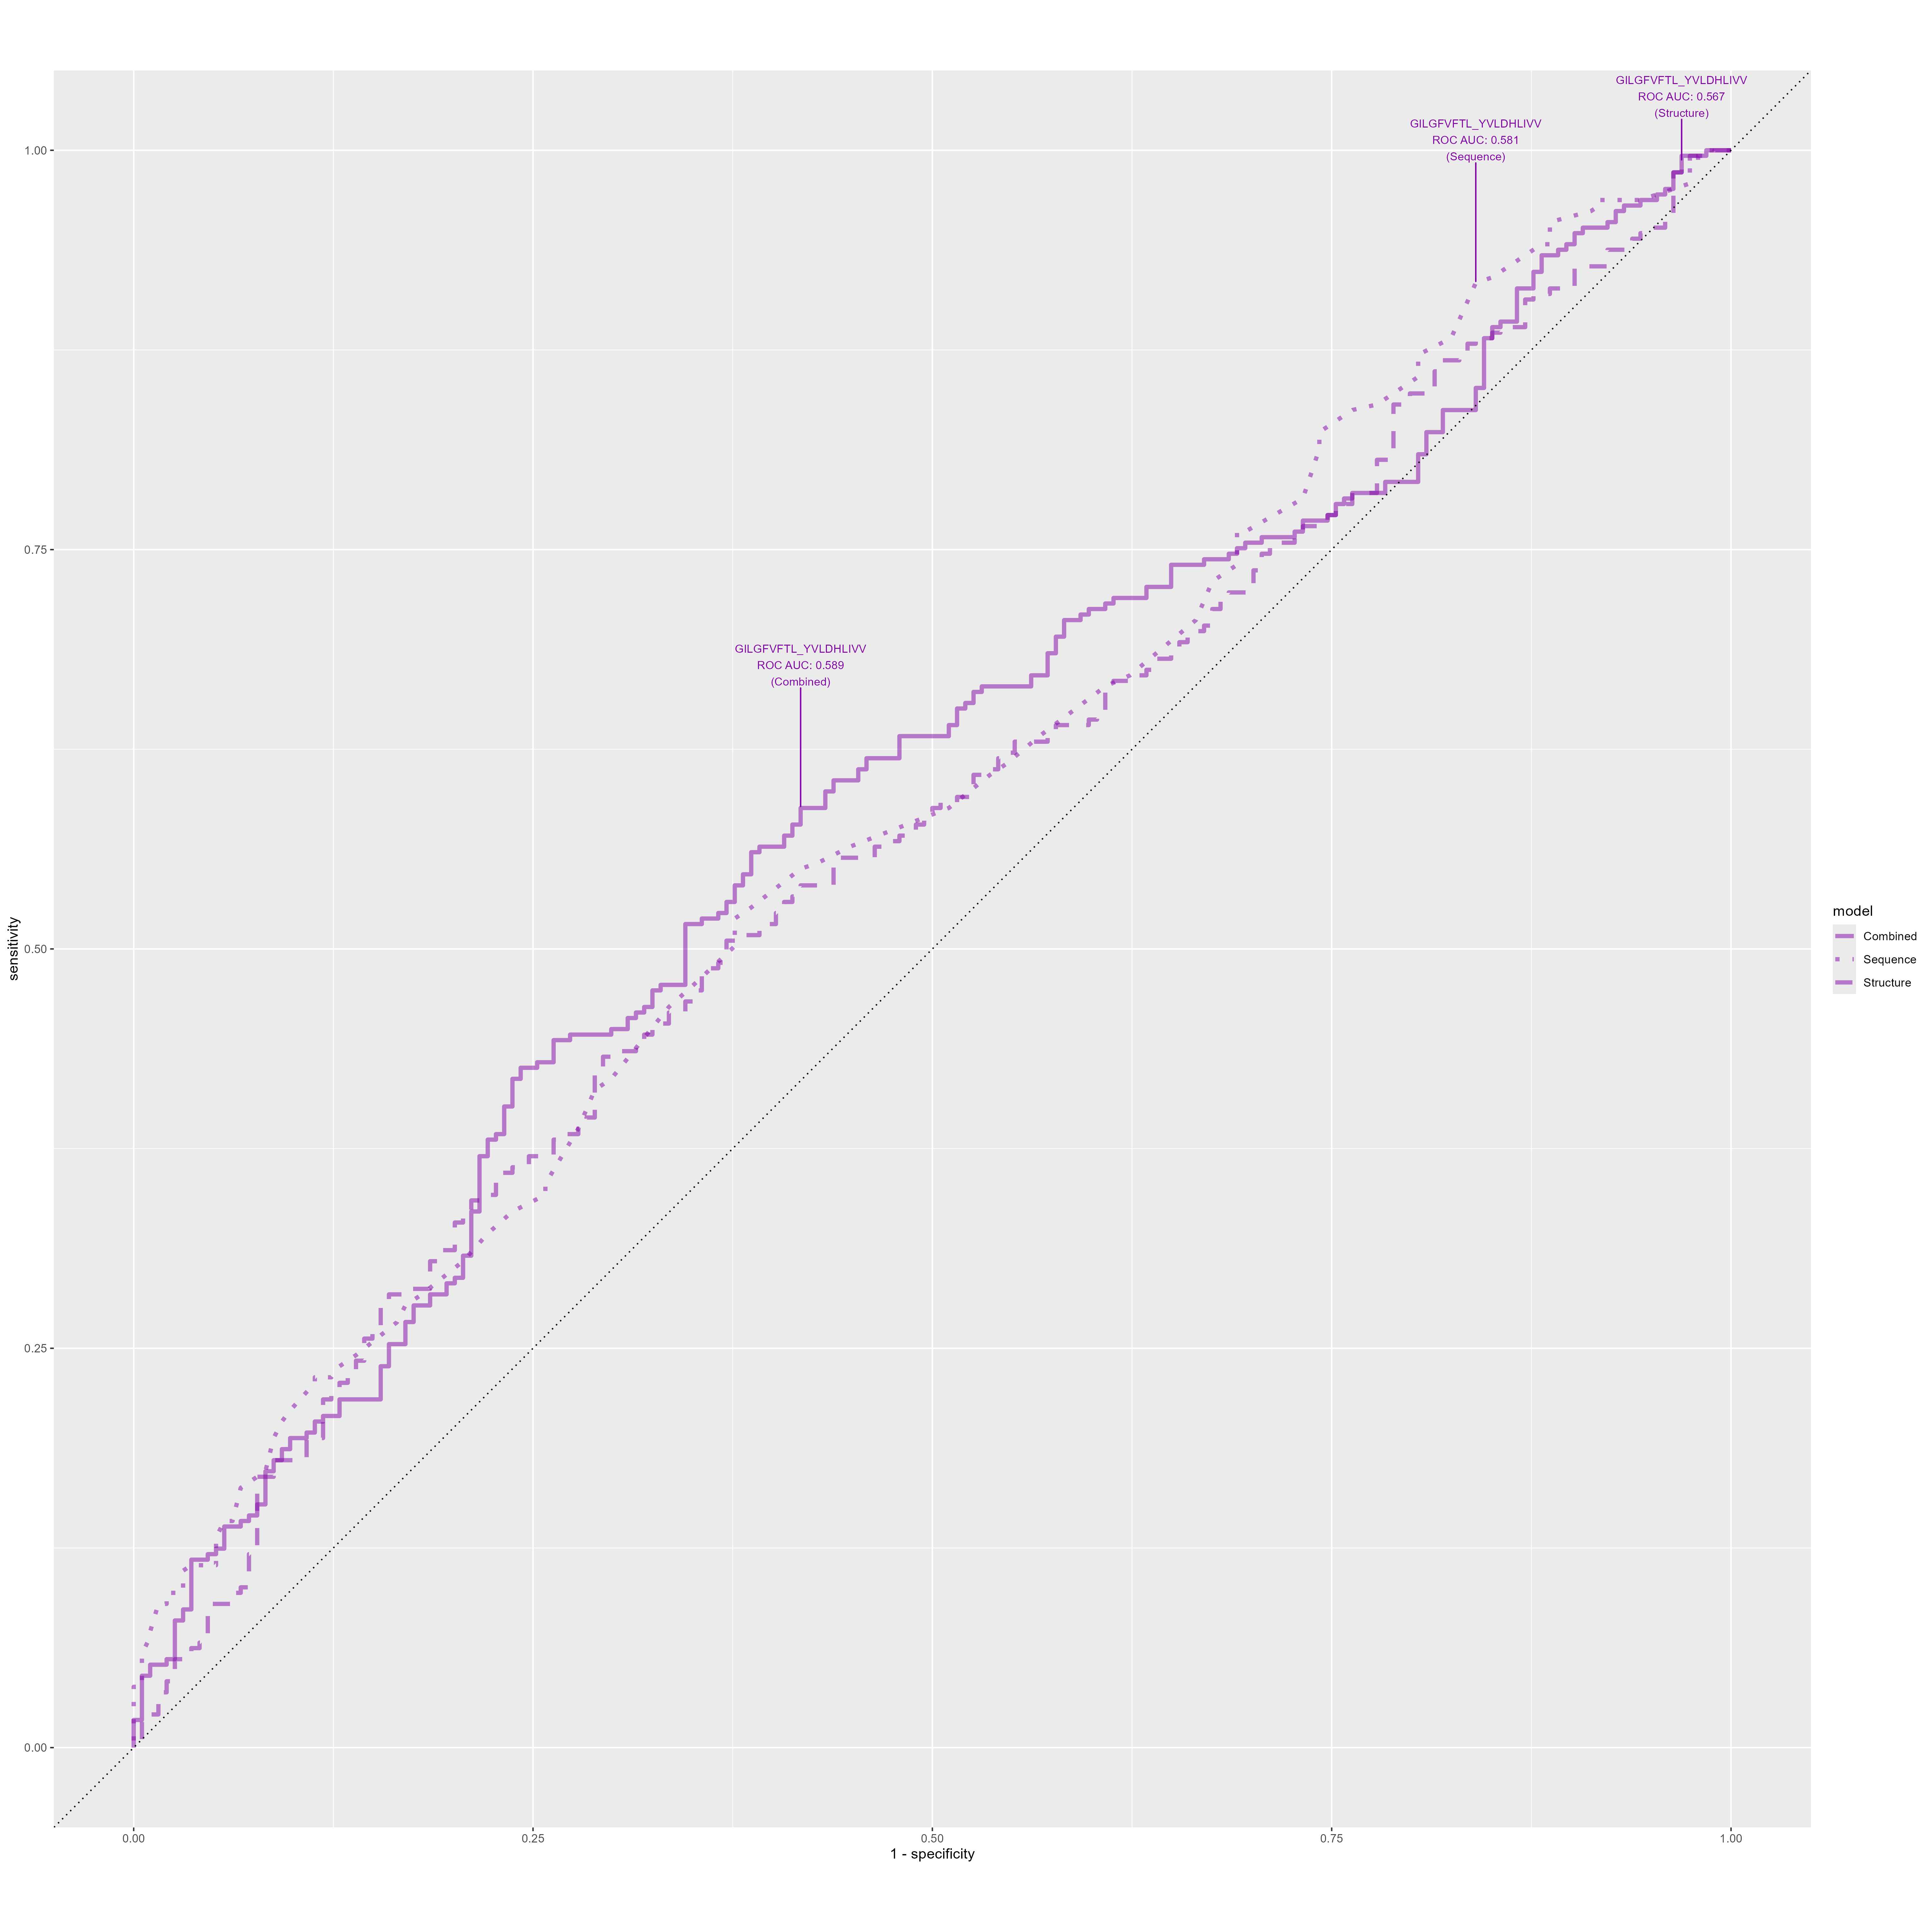 GILGFVFTL_YVLDHLIVV
ROC AUC: 0.567
(Structure)
GILGFVFTL_YVLDHLIVV
ROC AUC: 0.581
(Sequence)
GILGFVFTL_YVLDHLIVV
ROC AUC: 0.589
(Combined)
1.00
0.75
0.50
0.25
0.00
sensitivity
0.00
0.25
0.50
0.75
1.00
1 - specificity
model
Combined
Sequence
Structure